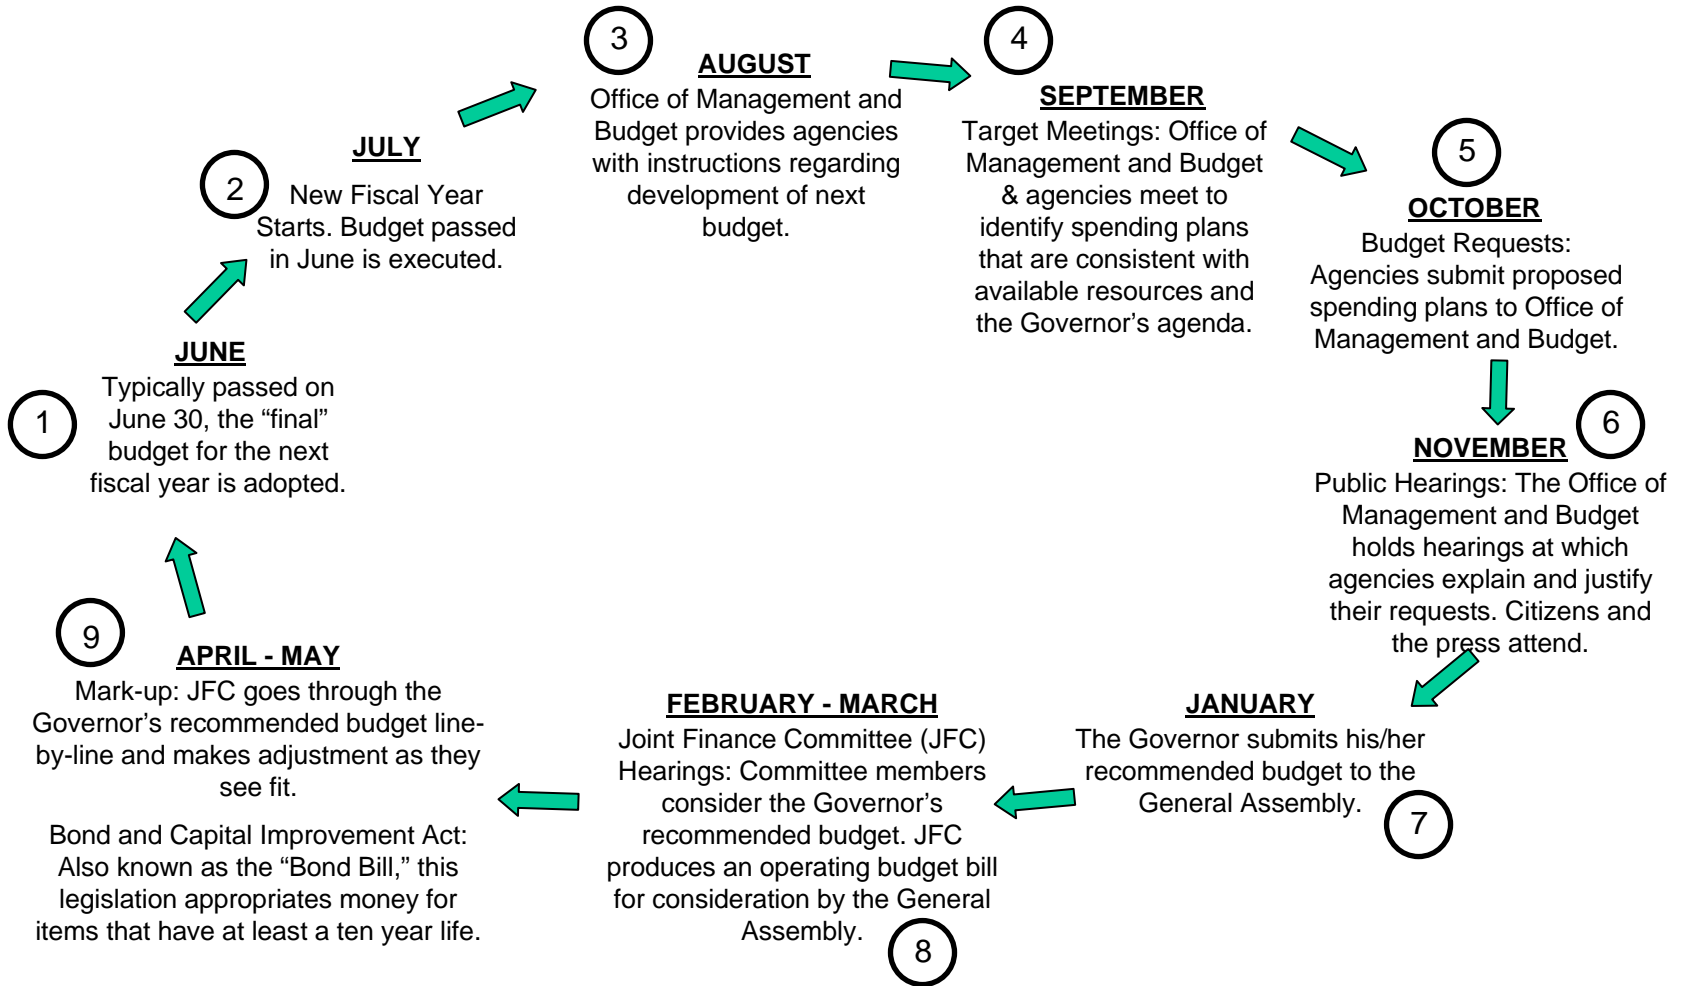 1
JUNE
Typically passed on
June 30, the “final”
budget for the next
fiscal year is adopted.
2
JULY
New Fiscal Year
Starts. Budget passed
in June is executed.
3
AUGUST
Office of Management and
Budget provides agencies
with instructions regarding
development of next
budget.
4
SEPTEMBER
Target Meetings: Office of
Management and Budget
& agencies meet to
identify spending plans
that are consistent with
available resources and
the Governor’s agenda.
5
OCTOBER
Budget Requests:
Agencies submit proposed
spending plans to Office of
Management and Budget.
6
NOVEMBER
Public Hearings: The Office of
Management and Budget
holds hearings at which
agencies explain and justify
their requests. Citizens and
the press attend.
JANUARY
The Governor submits his/her
recommended budget to the
General Assembly.
7
FEBRUARY - MARCH
Joint Finance Committee (JFC)
Hearings: Committee members
consider the Governor’s
recommended budget. JFC
produces an operating budget bill
for consideration by the General
Assembly.
8
9
APRIL - MAY
Mark-up: JFC goes through the
Governor’s recommended budget line-
by-line and makes adjustment as they
see fit.
Bond and Capital Improvement Act:
Also known as the “Bond Bill,” this
legislation appropriates money for
items that have at least a ten year life.